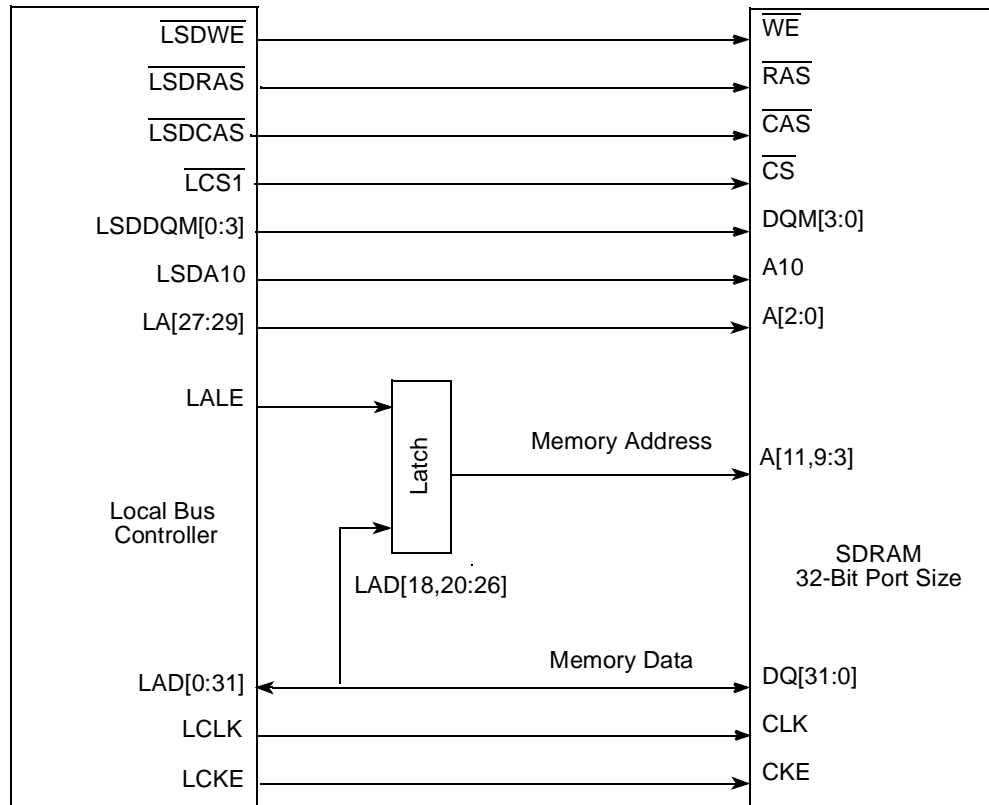 LSDWE WE
LSDRAS RAS
LSDCAS CAS
LCS1 CS
LSDDQM[0:3] DQM[3:0]
LSDA10 A10
LA[27:29] A[2:0]
LALE
Latch
Memory Address
A[11,9:3]
Local Bus
Controller
SDRAM
32-Bit Port Size
LAD[18,20:26]
Memory Data
LAD[0:31] DQ[31:0]
LCLK CLK
LCKE CKE